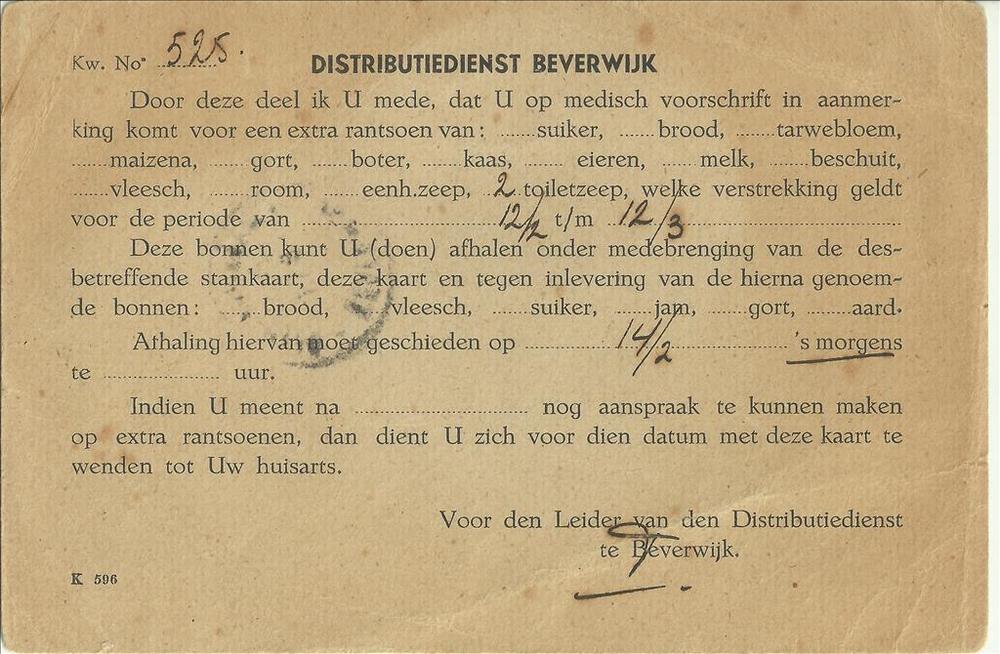 Kw. No. 525.
DISTRIBUTIEDIENST BEVERWIJK
Door deze deel ik U mede, dat U op medisch voorschrift in aanmer-
king komt voor een extra rantsoen van: ........suiker, ......brood, ........tarwebloem,
.......maizena, .......gort, .......boter, .......kaas, ....... eieren, .......melk, ........beschuit,
.......vleesch, ........room, .......eenh.zeep, 2 toiletzeep, welke verstrekking geldt
voor de periode van ........ 12/2 t/m 12/3 ........
Deze bonnen kunt U (doen) afhalen onder medebrenging van de des-
betreffende stamkaart, deze kaart en tegen inlevering van de hierna genoem-
de bonnen: ........brood, ........vleesch, .......suiker, .......jam, .......gort, ........aard.
Afhaling hiervan moet geschieden op ........ 14/2 ........ 's morgens
te ........ uur.
Indien U meent na ........ nog aanspraak te kunnen maken
op extra rantsoenen, dan dient U zich voor dien datum met deze kaart te
wenden tot Uw huisarts.
Voor den Leider van den Distributiedienst
te Beverwijk.
K 596